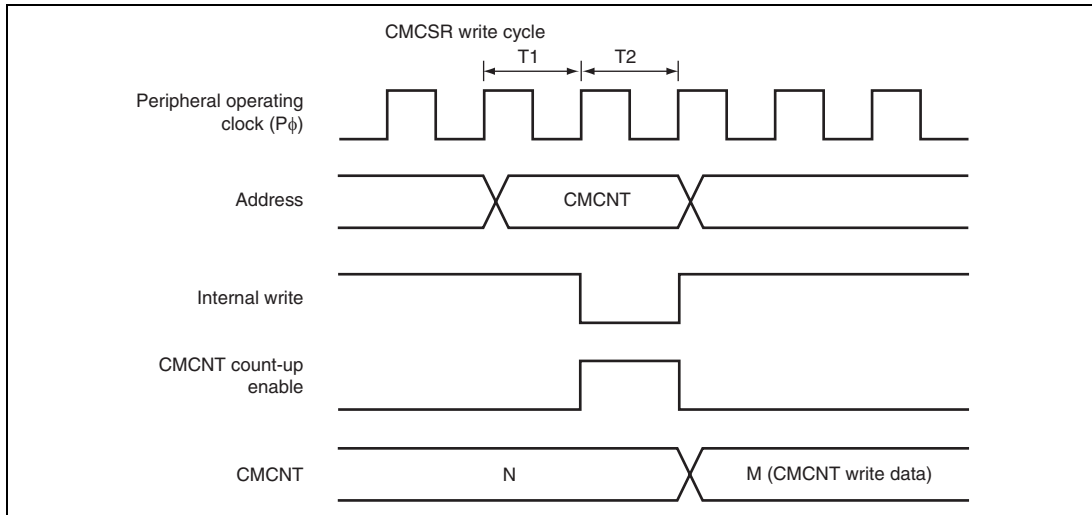 CMCSR write cycle
T1 T2
Peripheral operating
clock (Pϕ)
Address
CMCNT
Internal write
CMCNT count-up
enable
CMCNT
N
M (CMCNT write data)